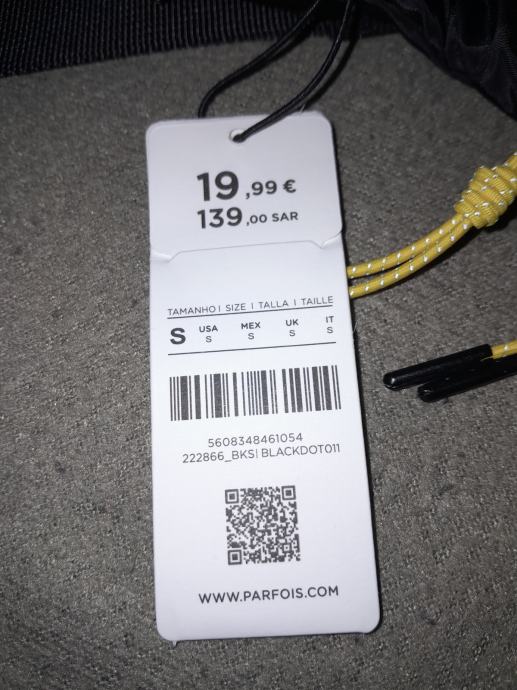 19,99 €
139,00 SAR
TAMANHO | SIZE | TALLA | TAILLE
S USA MEX UK IT
S S S S
5608348461054
222866_BKS| BLACKDOT011
WWW.PARFOIS.COM